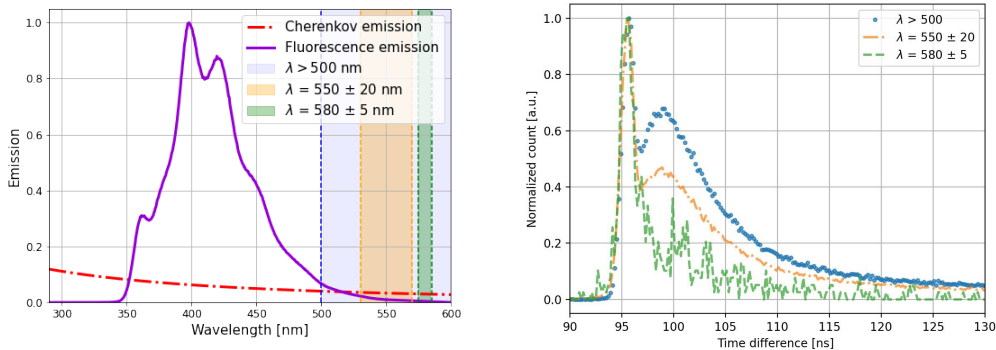 Cherenkov emission
Fluorescence emission
λ > 500 nm
λ = 550 ± 20 nm
λ = 580 ± 5 nm
Emission
1.0
0.8
0.6
0.4
0.2
0.0
300
350
400
450
500
550
600
Wavelength [nm]
λ > 500
λ = 550 ± 20
λ = 580 ± 5
Normalized count [a.u.]
1.0
0.8
0.6
0.4
0.2
0.0
90
95
100
105
110
115
120
125
130
Time difference [ns]